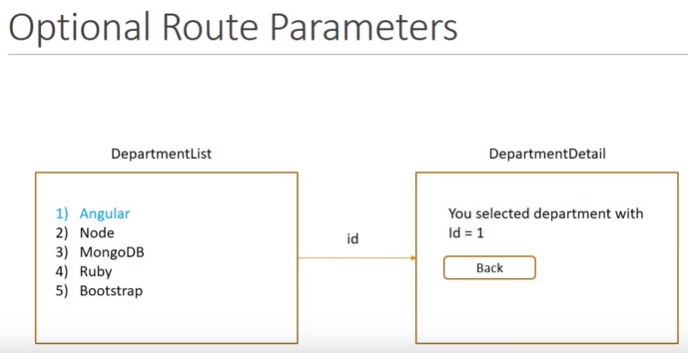 Optional Route Parameters
DepartmentList
1) Angular
2) Node
3) MongoDB
4) Ruby
5) Bootstrap
id
DepartmentDetail
You selected department with
Id = 1
Back